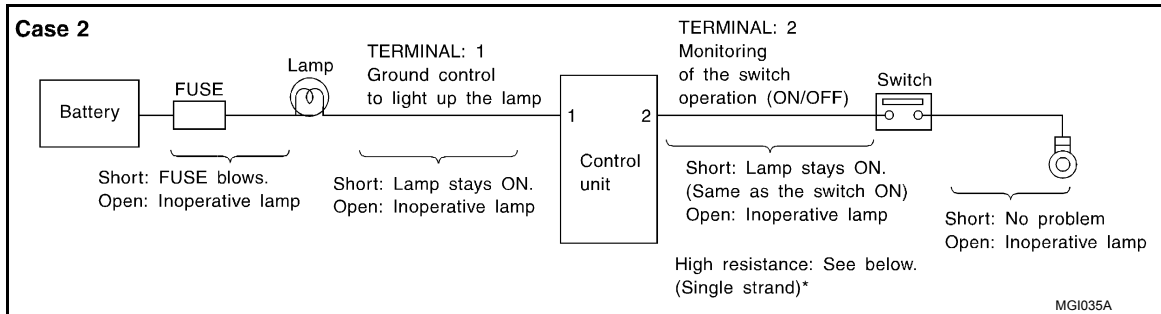 Case 2
Battery
FUSE
Lamp
TERMINAL: 1
Ground control
to light up the lamp
1
2
Control
unit
TERMINAL: 2
Monitoring
of the switch
operation (ON/OFF)
Switch
Short: FUSE blows.
Open: Inoperative lamp
Short: Lamp stays ON.
Open: Inoperative lamp
Short: Lamp stays ON.
(Same as the switch ON)
Open: Inoperative lamp
High resistance: See below.
(Single strand)*
Short: No problem
Open: Inoperative lamp
MGI035A